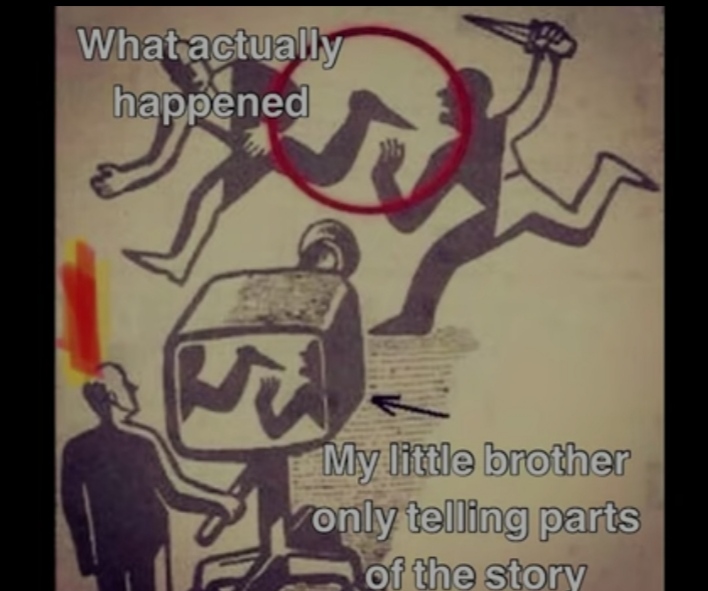 What actually
happened
My little brother
only telling parts
of the story